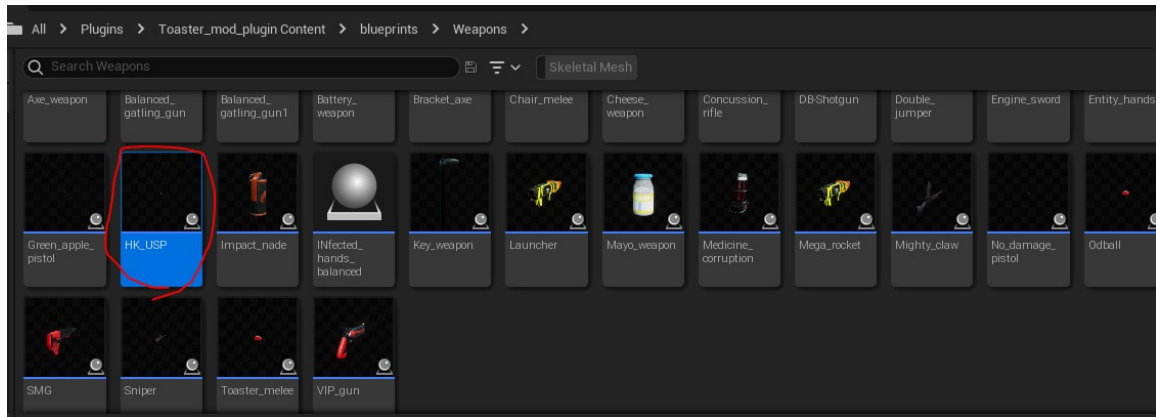 All > Plugins > Toaster_mod_plugin Content > blueprints > Weapons >
Search Weapons
Skeletal Mesh
Axe_weapon
Balanced_
gatling_gun
Balanced_
gatling_gun1
Battery_
weapon
Bracket_axe
Chair_melee
Cheese_
weapon
Concussion_
rifle
DB-Shotgun
Double_
jumper
Engine_sword
Entity_hands
Green_apple_
pistol
HK_USP
Impact_nade
INfected_
hands_
balanced
Key_weapon
Launcher
Mayo_weapon
Medicine_
corruption
Mega_rocket
Mighty_claw
No_damage_
pistol
Odball
SMG
Sniper
Toaster_melee
VIP_gun